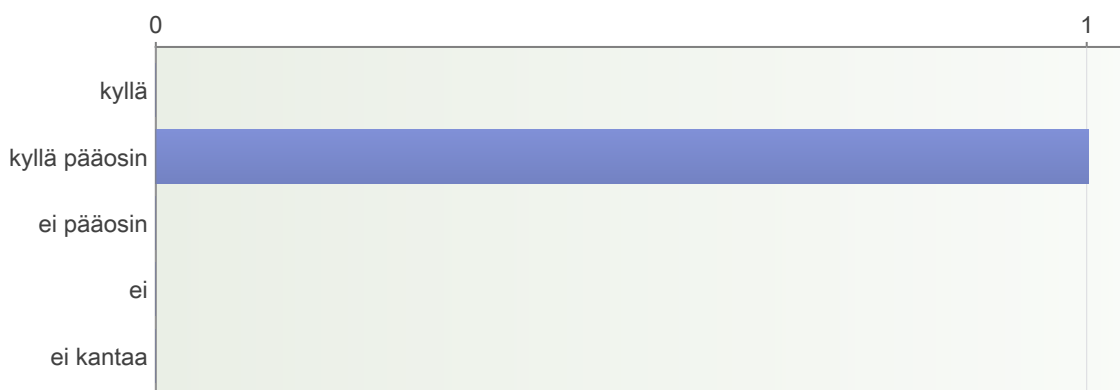 0 1
kyllä
kyllä pääosin
ei pääosin
ei
ei kantaa